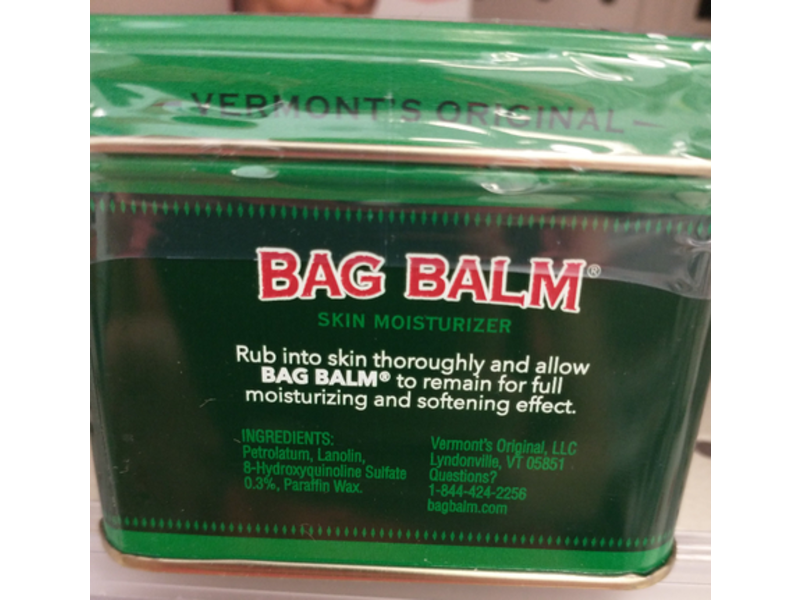 VERMONT'S ORIGINAL
BAG BALM®
SKIN MOISTURIZER
Rub into skin thoroughly and allow
BAG BALM® to remain for full
moisturizing and softening effect.
INGREDIENTS:
Petrolatum, Lanolin,
8-Hydroxyquinoline Sulfate
0.3%, Paraffin Wax.
Vermont's Original, LLC
Lyndonville, VT 05851
Questions?
1-844-424-2256
bagbalm.com